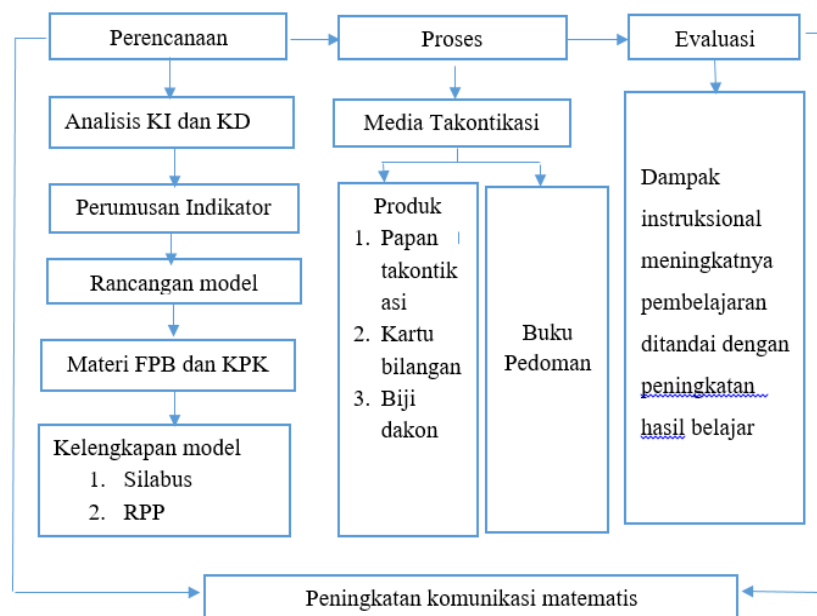 Perencanaan
Proses
Evaluasi
Analisis KI dan KD
Perumusan Indikator
Rancangan model
Materi FPB dan KPK
Kelengkapan model
1. Silabus
2. RPP
Media Takontikasi
Produk
1. Papan
takontik
asi
2. Kartu
bilangan
3. Biji
dakon
Buku
Pedoman
Dampak
instruksional
meningkatnya
pembelajaran
ditandai dengan
peningkatan
hasil belajar
Peningkatan komunikasi matematis